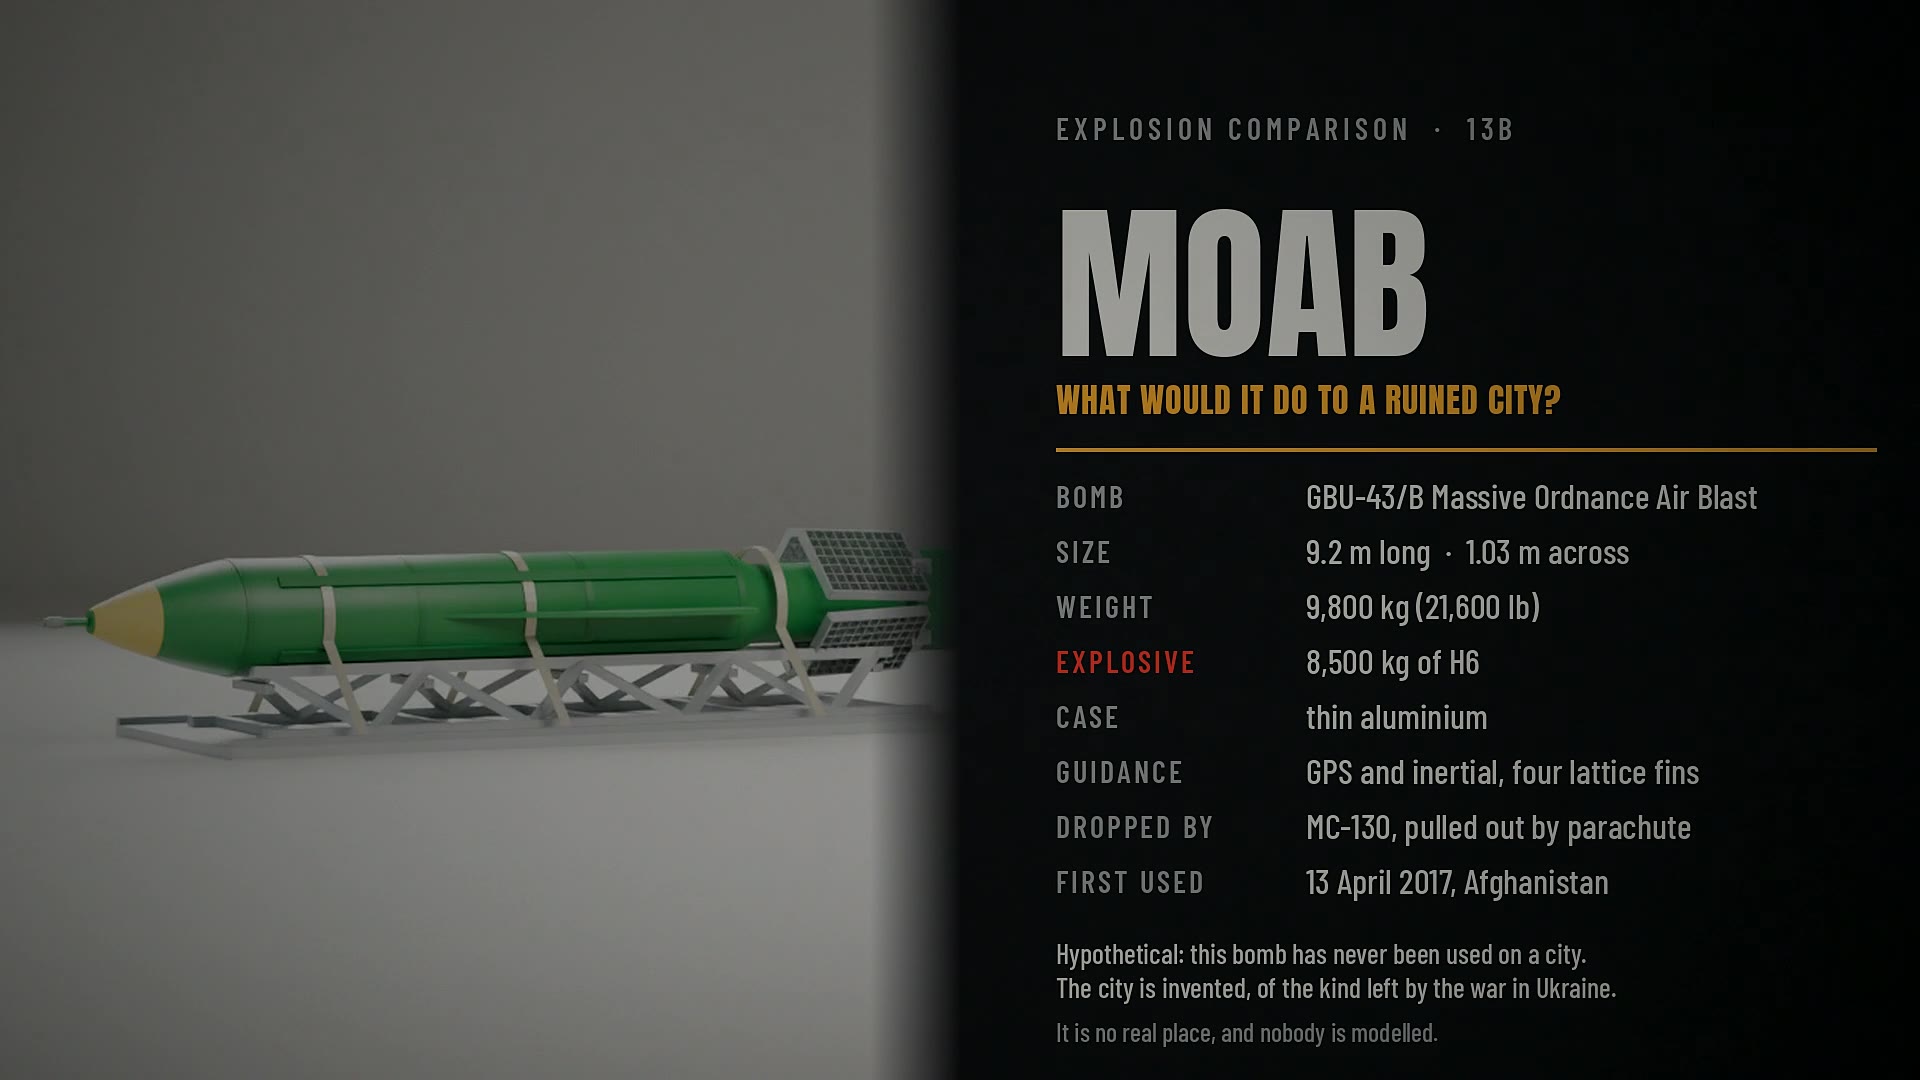 EXPLOSION COMPARISON · 13B
MOAB
WHAT WOULD IT DO TO A RUINED CITY?
BOMB GBU-43/B Massive Ordnance Air Blast
SIZE 9.2 m long · 1.03 m across
WEIGHT 9,800 kg (21,600 lb)
EXPLOSIVE 8,500 kg of H6
CASE thin aluminium
GUIDANCE GPS and inertial, four lattice fins
DROPPED BY MC-130, pulled out by parachute
FIRST USED 13 April 2017, Afghanistan
Hypothetical: this bomb has never been used on a city.
The city is invented, of the kind left by the war in Ukraine.
It is no real place, and nobody is modelled.